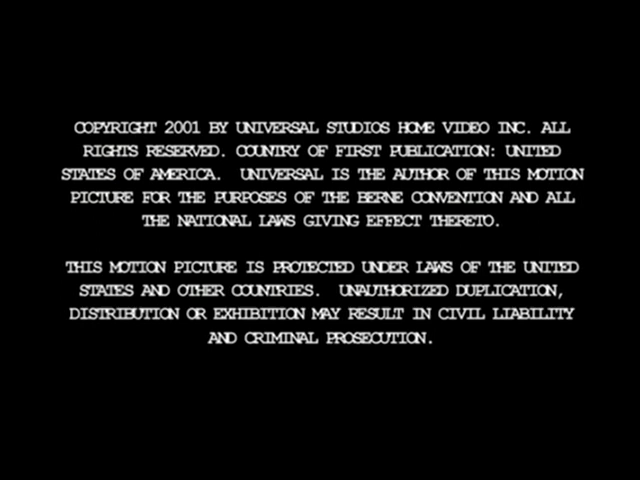 COPYRIGHT 2001 BY UNIVERSAL STUDIOS HOME VIDEO INC. ALL
RIGHTS RESERVED. COUNTRY OF FIRST PUBLICATION: UNITED
STATES OF AMERICA. UNIVERSAL IS THE AUTHOR OF THIS MOTION
PICTURE FOR THE PURPOSES OF THE BERNE CONVENTION AND ALL
THE NATIONAL LAWS GIVING EFFECT THERETO.
THIS MOTION PICTURE IS PROTECTED UNDER LAWS OF THE UNITED
STATES AND OTHER COUNTRIES. UNAUTHORIZED DUPLICATION,
DISTRIBUTION OR EXHIBITION MAY RESULT IN CIVIL LIABILITY
AND CRIMINAL PROSECUTION.